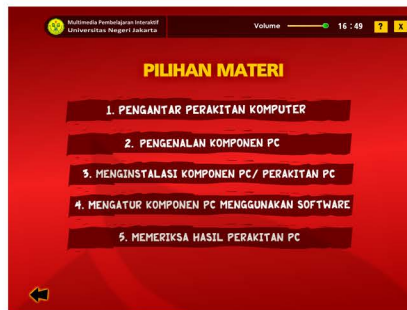 Multimedia Pembelajaran Interaktif
Universitas Negeri Jakarta
Volume
16:49
?
X
PILIHAN MATERI
1. PENGANTAR PERAKITAN KOMPUTER
2. PENGENALAN KOMPONEN PC
3. MENGINSTALASI KOMPONEN PC/ PERAKITAN PC
4. MENGATUR KOMPONEN PC MENGGUNAKAN SOFTWARE
5. MEMERIKSA HASIL PERAKITAN PC